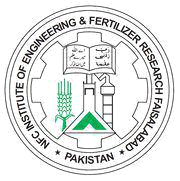 NFC INSTITUTE OF ENGINEERING & FERTILIZER RESEARCH FAISALABAD
• PAKISTAN •